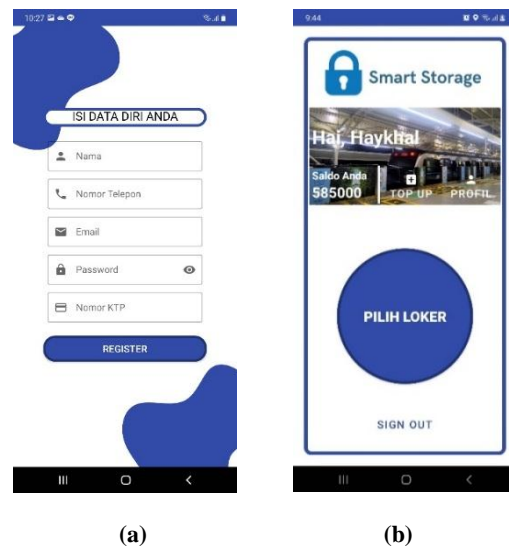 10:27
ISI DATA DIRI ANDA
Nama
Nomor Telepon
Email
Password
Nomor KTP
REGISTER
(a)
9:44
Smart Storage
Hai, Haykhal
Saldo Anda
585000
TOP UP
PROFIL
PILIH LOKER
SIGN OUT
(b)